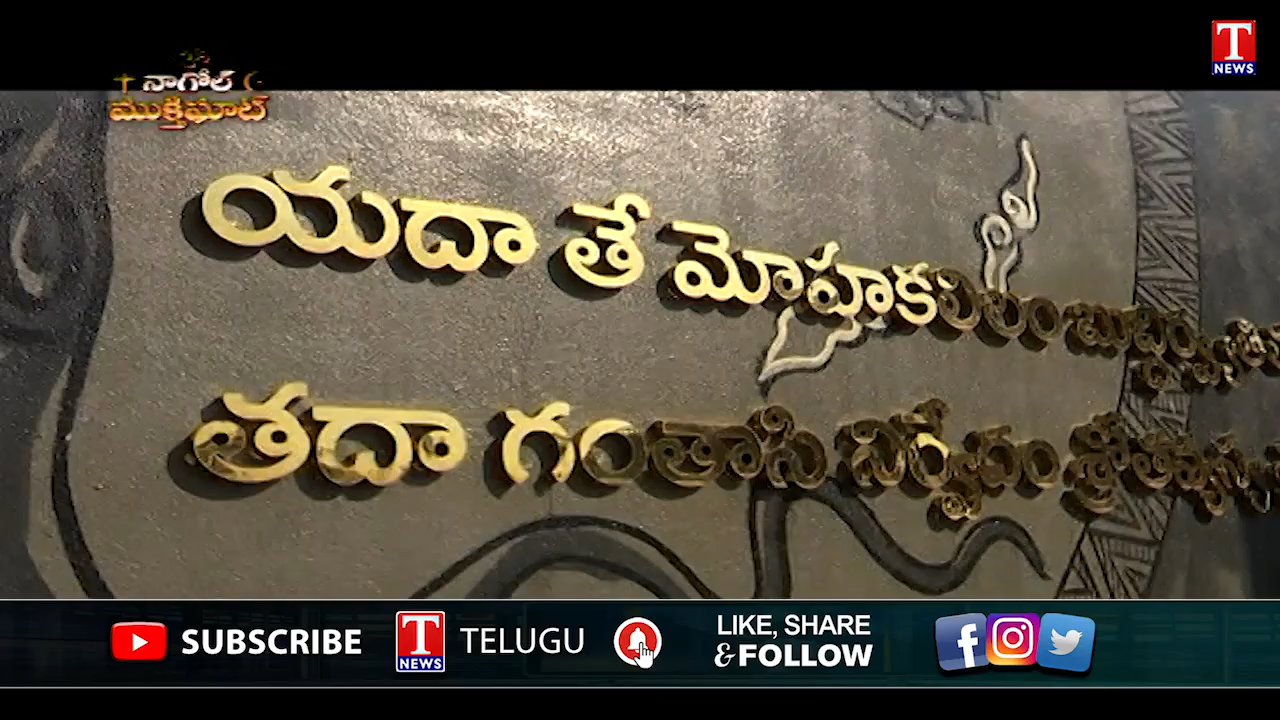 T
NEWS
నాగోల్
ముక్తిఘాట్
యదా తే మోహకలిలం
తదా గంతాసి నిర్వేదం
SUBSCRIBE
T
NEWS
TELUGU
LIKE, SHARE
& FOLLOW